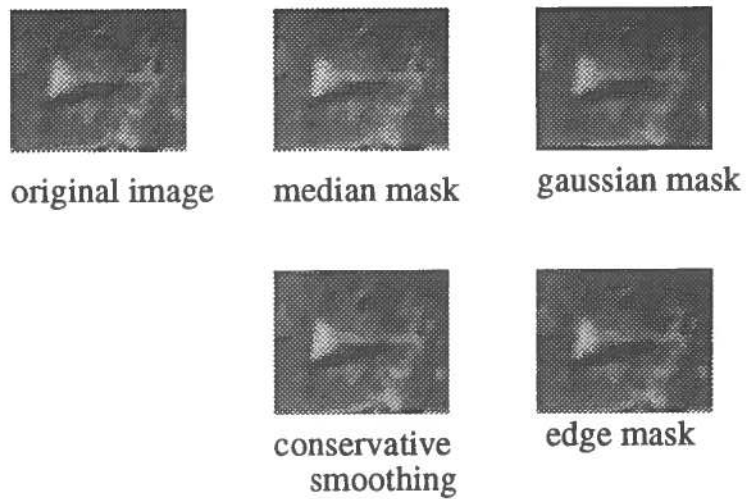 original image
median mask
gaussian mask
conservative
smoothing
edge mask